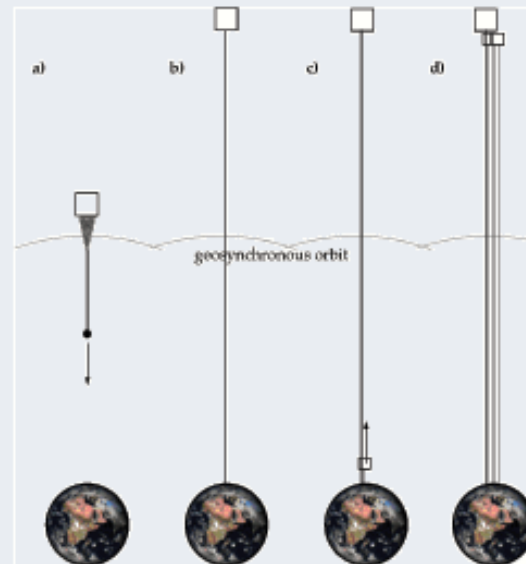 a)
b)
c)
d)
geosynchronous orbit